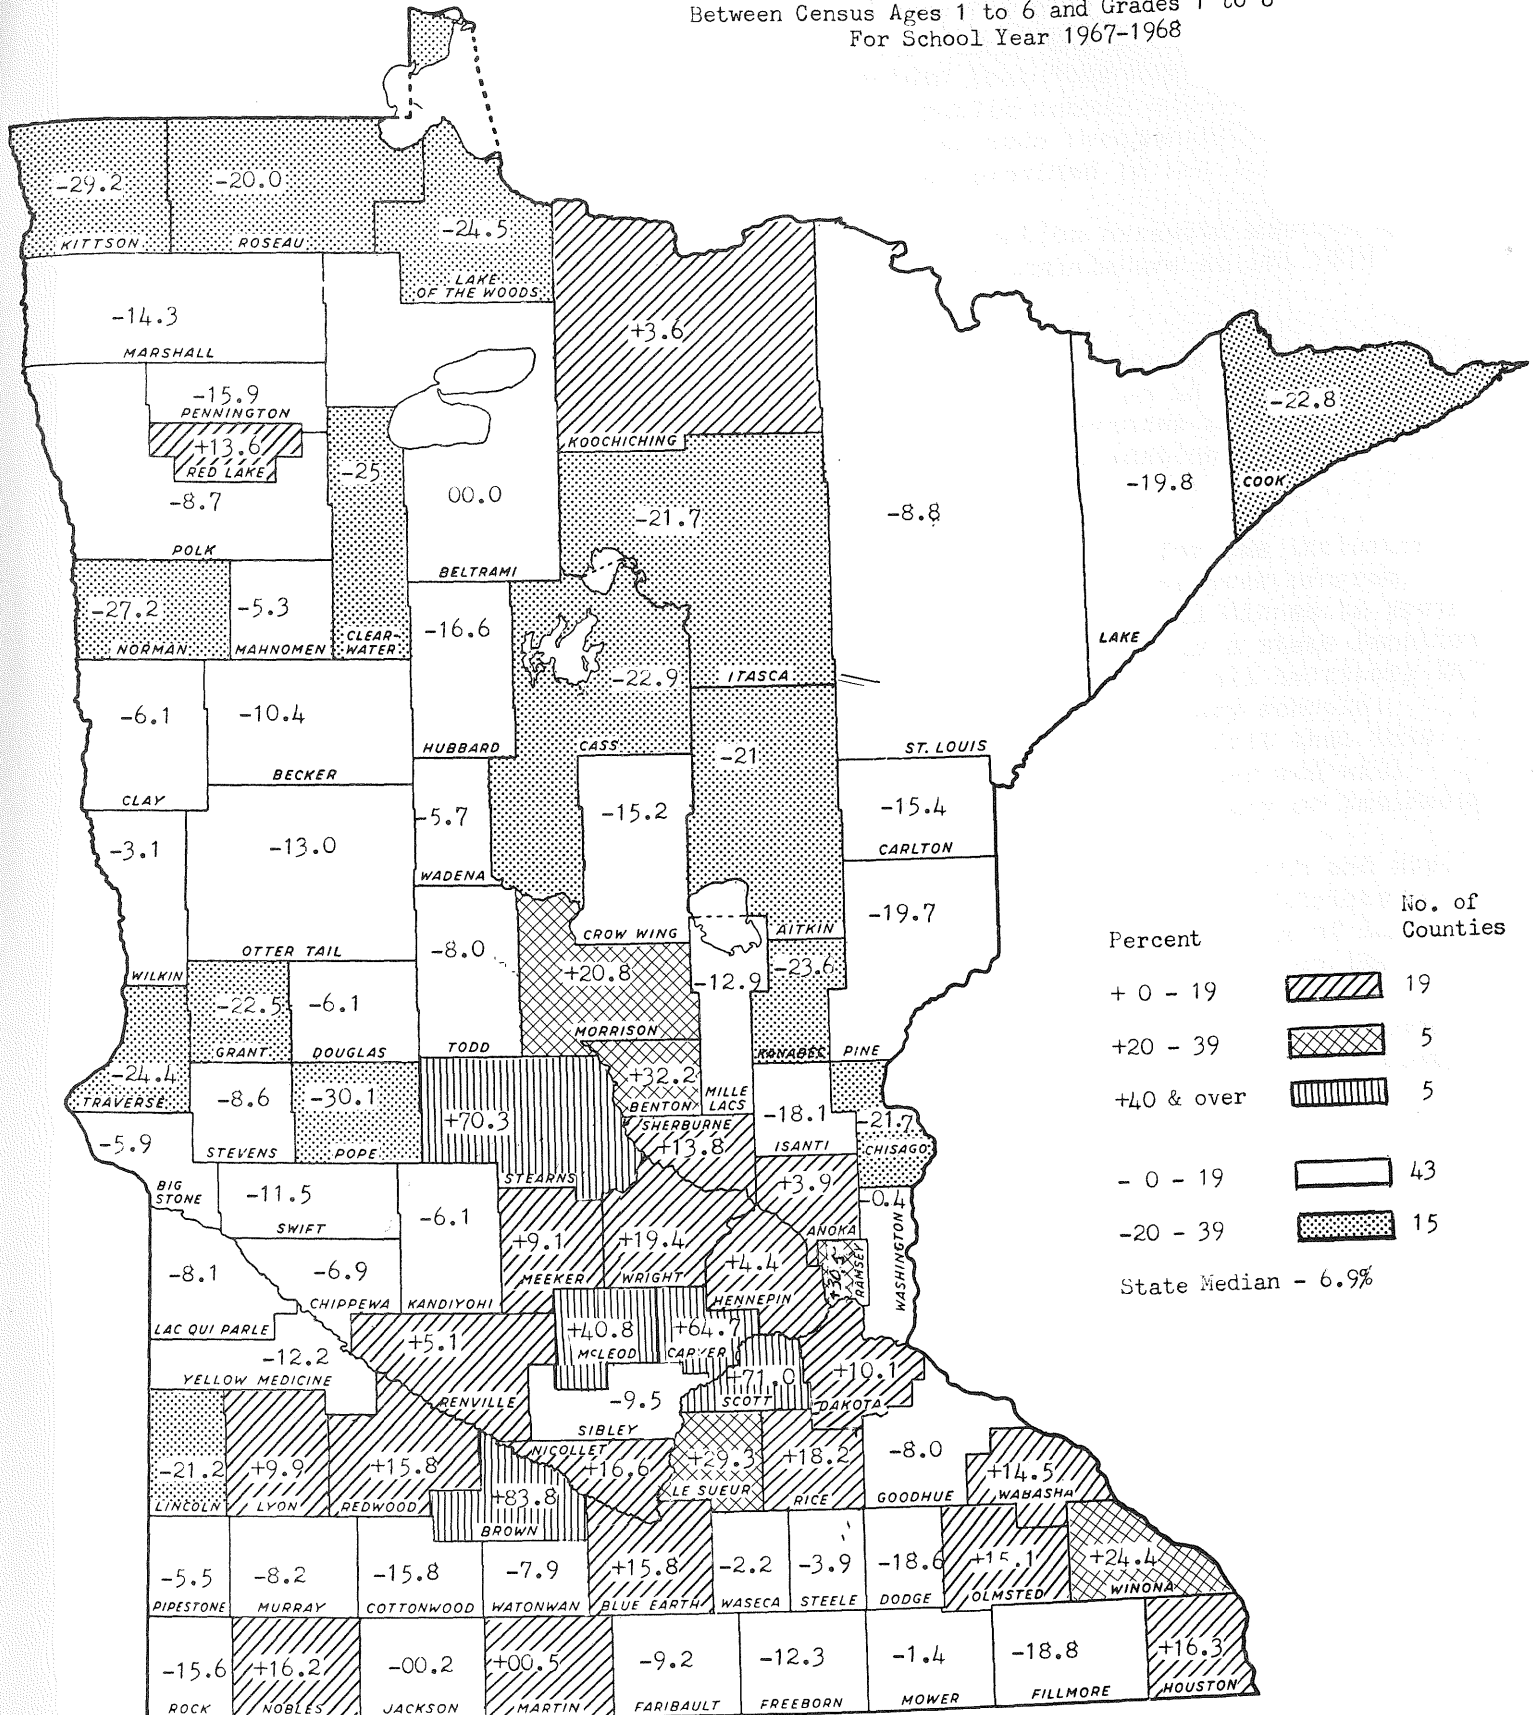 Between Census Ages 1 to 6 and Grades 1 to 6
For School Year 1967-1968
-29.2
KITTSON
-20.0
ROSEAU
-24.5
LAKE
OF THE WOODS
-14.3
MARSHALL
+3.6
KOOCHICHING
-15.9
PENNINGTON
+13.6
RED LAKE
-8.7
POLK
-25
CLEAR-
WATER
00.0
BELTRAMI
-21.7
ITASCA
-8.8
ST. LOUIS
-19.8
LAKE
-22.8
COOK
-27.2
NORMAN
-5.3
MAHNOMEN
-16.6
HUBBARD
-22.9
CASS
-6.1
CLAY
-10.4
BECKER
-21
AITKIN
-5.7
WADENA
-15.2
CROW WING
-15.4
CARLTON
-3.1
WILKIN
-13.0
OTTER TAIL
-19.7
PINE
-8.0
TODD
+20.8
MORRISON
-12.9
MILLE
LACS
-23.6
KANABEC
-22.5
GRANT
-6.1
DOUGLAS
-24.4
TRAVERSE
-8.6
STEVENS
-30.1
POPE
+70.3
STEARNS
+32.2
BENTON
SHERBURNE
+13.8
-18.1
ISANTI
-21.7
CHISAGO
-5.9
BIG
STONE
-11.5
SWIFT
-6.1
KANDIYOHI
+9.1
MEEKER
+19.4
WRIGHT
+3.9
ANOKA
-0.4
WASHINGTON
+4.4
HENNEPIN
RAMSEY
-8.1
LAC QUI PARLE
-6.9
CHIPPEWA
-12.2
YELLOW MEDICINE
+5.1
RENVILLE
+40.8
McLEOD
+64.7
CARVER
+71.0
SCOTT
+10.1
DAKOTA
-9.5
SIBLEY
-21.2
LINCOLN
+9.9
LYON
+15.8
REDWOOD
+83.8
BROWN
NICOLLET
+16.6
+29.3
LE SUEUR
+18.2
RICE
-8.0
GOODHUE
+14.5
WABASHA
-5.5
PIPESTONE
-8.2
MURRAY
-15.8
COTTONWOOD
-7.9
WATONWAN
+15.8
BLUE EARTH
-2.2
WASECA
-3.9
STEELE
-18.6
DODGE
+15.1
OLMSTED
+24.4
WINONA
-15.6
ROCK
+16.2
NOBLES
-00.2
JACKSON
+00.5
MARTIN
-9.2
FARIBAULT
-12.3
FREEBORN
-1.4
MOWER
-18.8
FILLMORE
+16.3
HOUSTON
Percent
No. of
Counties
+ 0 - 19
19
+20 - 39
5
+40 & over
5
- 0 - 19
43
-20 - 39
15
State Median - 6.9%